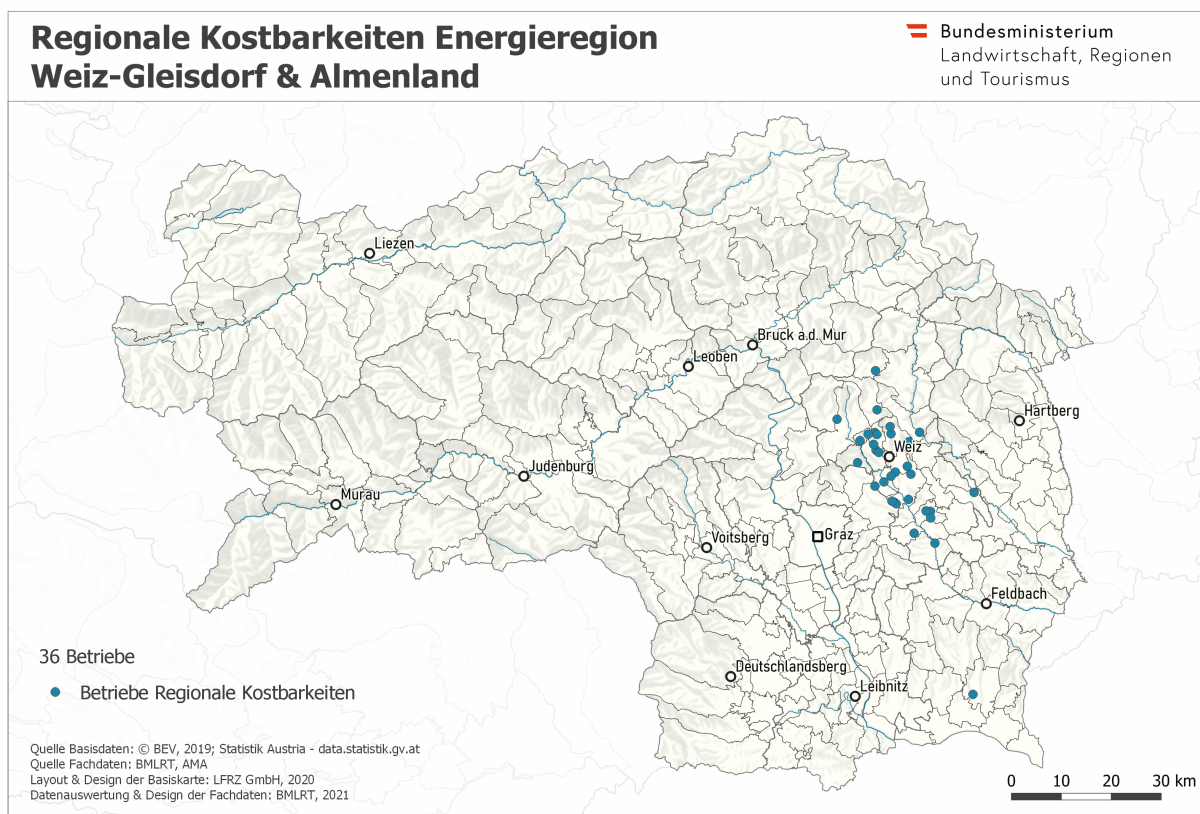 Regionale Kostbarkeiten Energieregion
Weiz-Gleisdorf & Almenland
Bundesministerium
Landwirtschaft, Regionen
und Tourismus
Liezen
Bruck a.d. Mur
Leoben
Hartberg
Weiz
Judenburg
Murau
Graz
Voitsberg
Feldbach
Deutschlandsberg
Leibnitz
36 Betriebe
Betriebe Regionale Kostbarkeiten
Quelle Basisdaten: © BEV, 2019; Statistik Austria - data.statistik.gv.at
Quelle Fachdaten: BMLRT, AMA
Layout & Design der Basiskarte: LFRZ GmbH, 2020
Datenauswertung & Design der Fachdaten: BMLRT, 2021
0 10 20 30 km